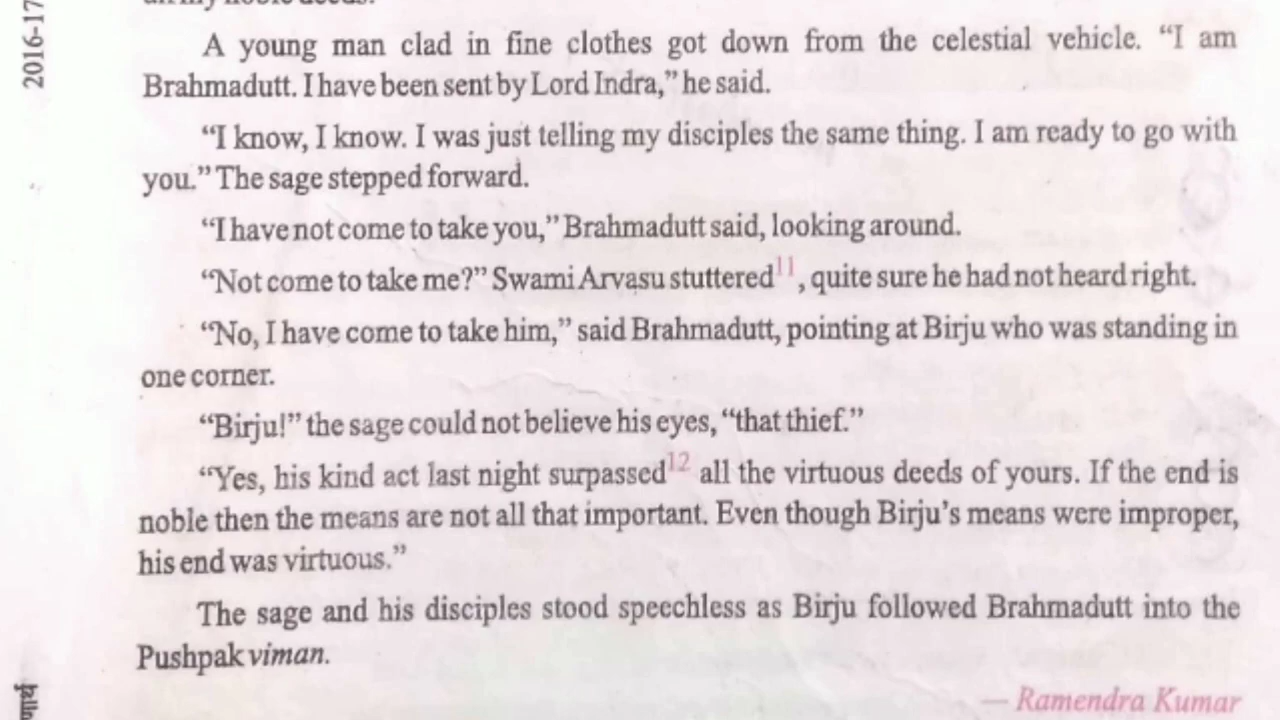 all my noble deeds.
A young man clad in fine clothes got down from the celestial vehicle. “I am
Brahmadutt. I have been sent by Lord Indra,” he said.
“I know, I know. I was just telling my disciples the same thing. I am ready to go with
you.” The sage stepped forward.
“I have not come to take you,” Brahmadutt said, looking around.
“Not come to take me?” Swami Arvasu stuttered11, quite sure he had not heard right.
“No, I have come to take him,” said Brahmadutt, pointing at Birju who was standing in
one corner.
“Birju!” the sage could not believe his eyes, “that thief.”
“Yes, his kind act last night surpassed12 all the virtuous deeds of yours. If the end is
noble then the means are not all that important. Even though Birju’s means were improper,
his end was virtuous.”
The sage and his disciples stood speechless as Birju followed Brahmadutt into the
Pushpak viman.
— Ramendra Kumar
2016-17